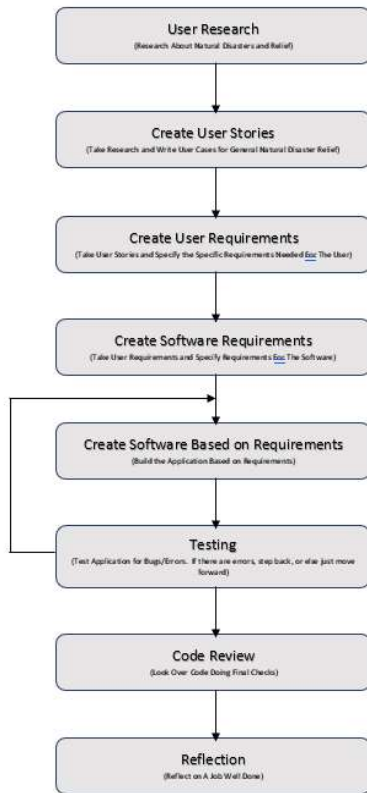 User Research
(Research About Natural Disasters and Relief)
Create User Stories
(Take Research and Write User Cases for General Natural Disaster Relief)
Create User Requirements
(Take User Stories and Specify the Specific Requirements Needed For The User)
Create Software Requirements
(Take User Requirements and Specify Requirements For The Software)
Create Software Based on Requirements
(Build the Application Based on Requirements)
Testing
(Test Application for Bugs/Errors. If there are errors, step back, or else just move
forward)
Code Review
(Look Over Code Doing Final Checks)
Reflection
(Reflect on A Job Well Done)